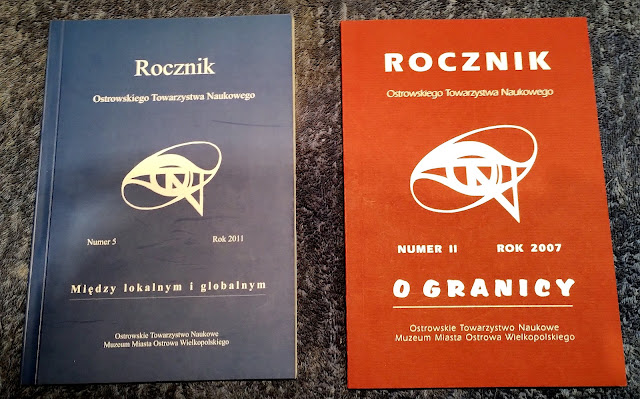 Rocznik
Ostrowskiego Towarzystwa Naukowego
Numer 5 Rok 2011
Między lokalnym i globalnym
Ostrowskie Towarzystwo Naukowe
Muzeum Miasta Ostrowa Wielkopolskiego
ROCZNIK
Ostrowskiego Towarzystwa Naukowego
NUMER II ROK 2007
O GRANICY
Ostrowskie Towarzystwo Naukowe
Muzeum Miasta Ostrowa Wielkopolskiego